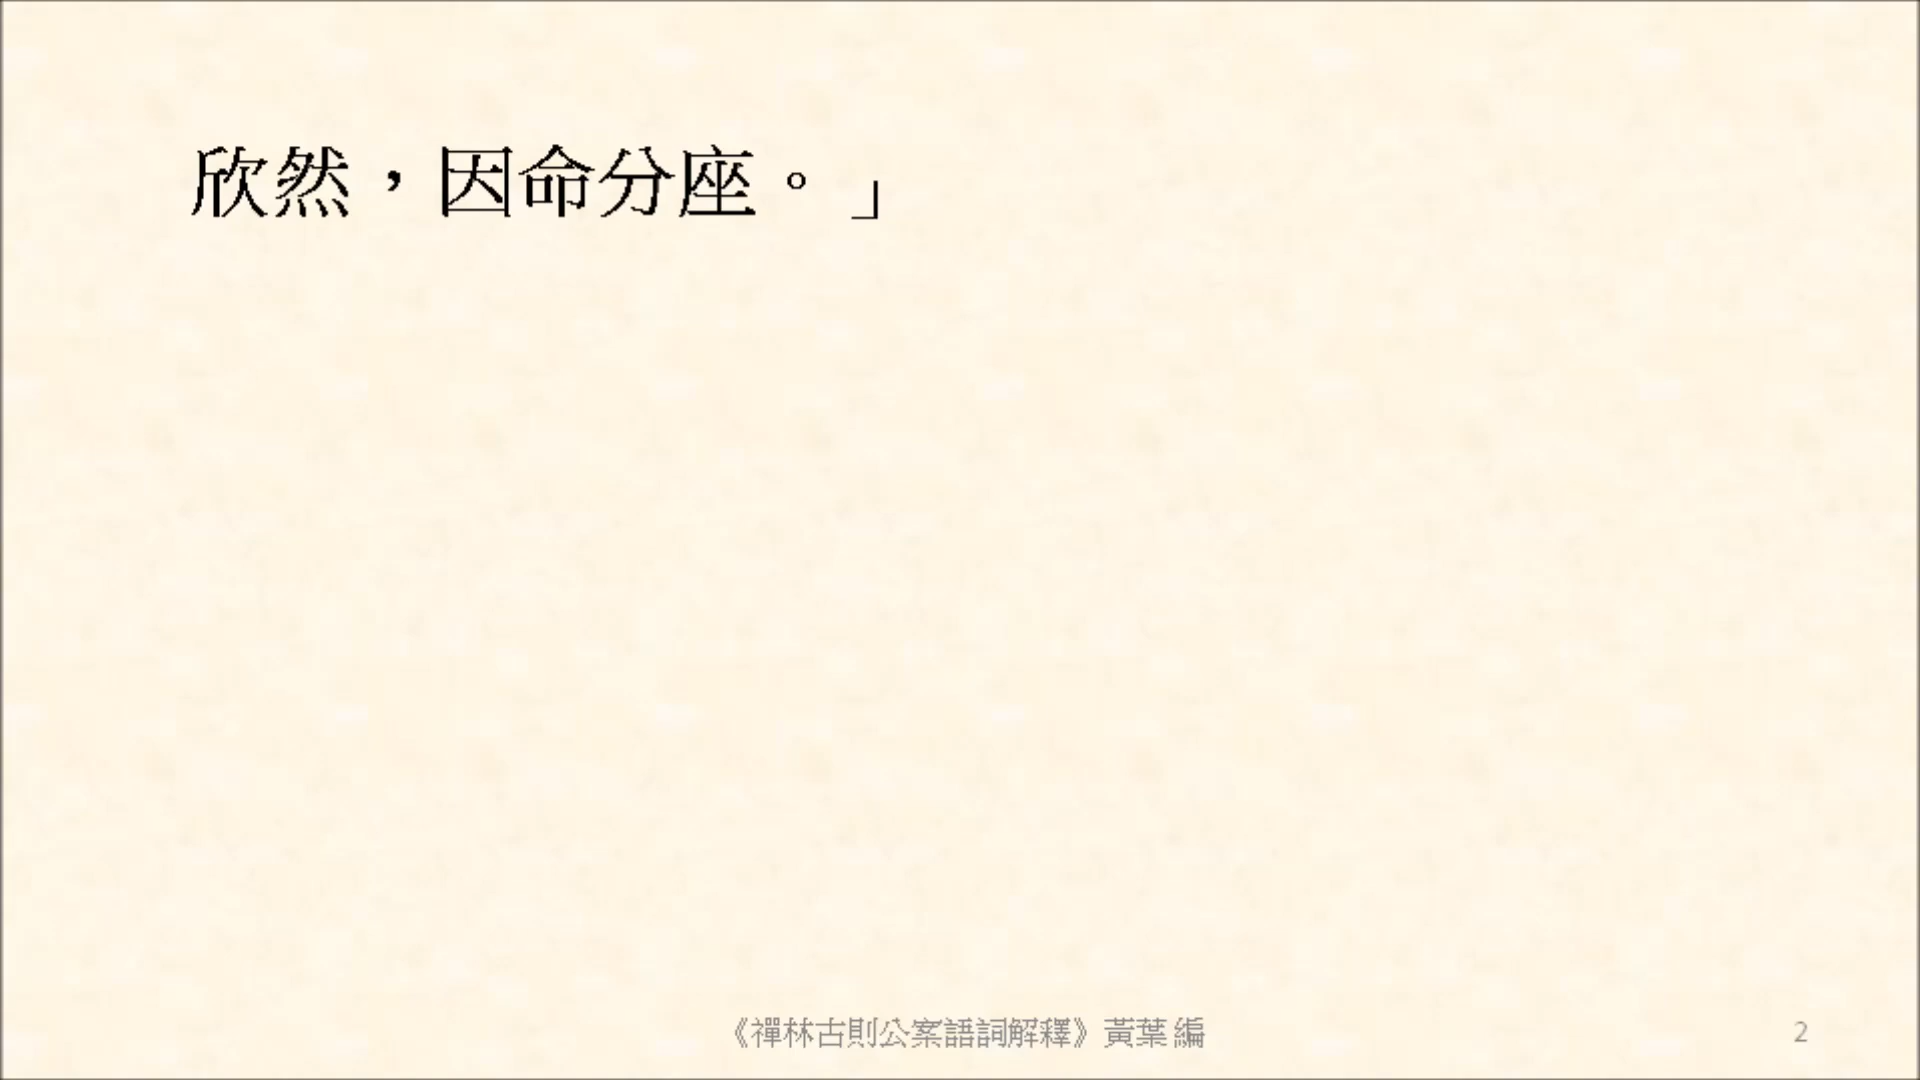 欣然，因命分座。」
《禪林古則公案語詞解釋》黃葉 編
2